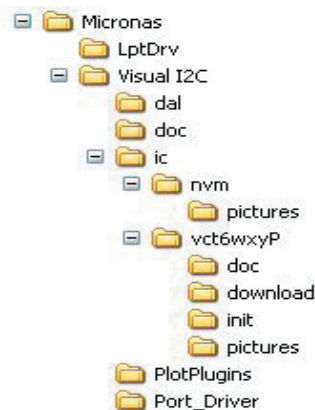 Micronas
LptDrv
Visual I2C
dal
doc
ic
nvm
pictures
vct6wxyP
doc
download
init
pictures
PlotPlugins
Port_Driver